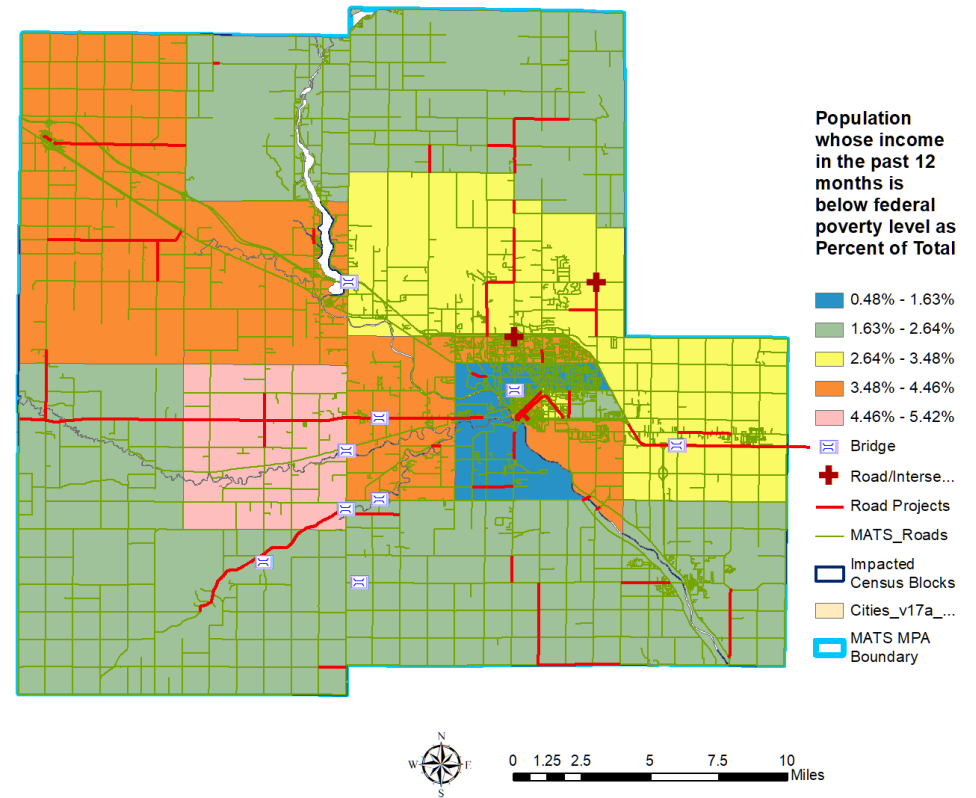 Population
whose income
in the past 12
months is
below federal
poverty level as
Percent of Total
0.48% - 1.63%
1.63% - 2.64%
2.64% - 3.48%
3.48% - 4.46%
4.46% - 5.42%
Bridge
Road/Interse...
Road Projects
MATS_Roads
Impacted
Census Blocks
Cities_v17a_...
MATS MPA
Boundary
N
W E
S
0 1.25 2.5 5 7.5 10
Miles